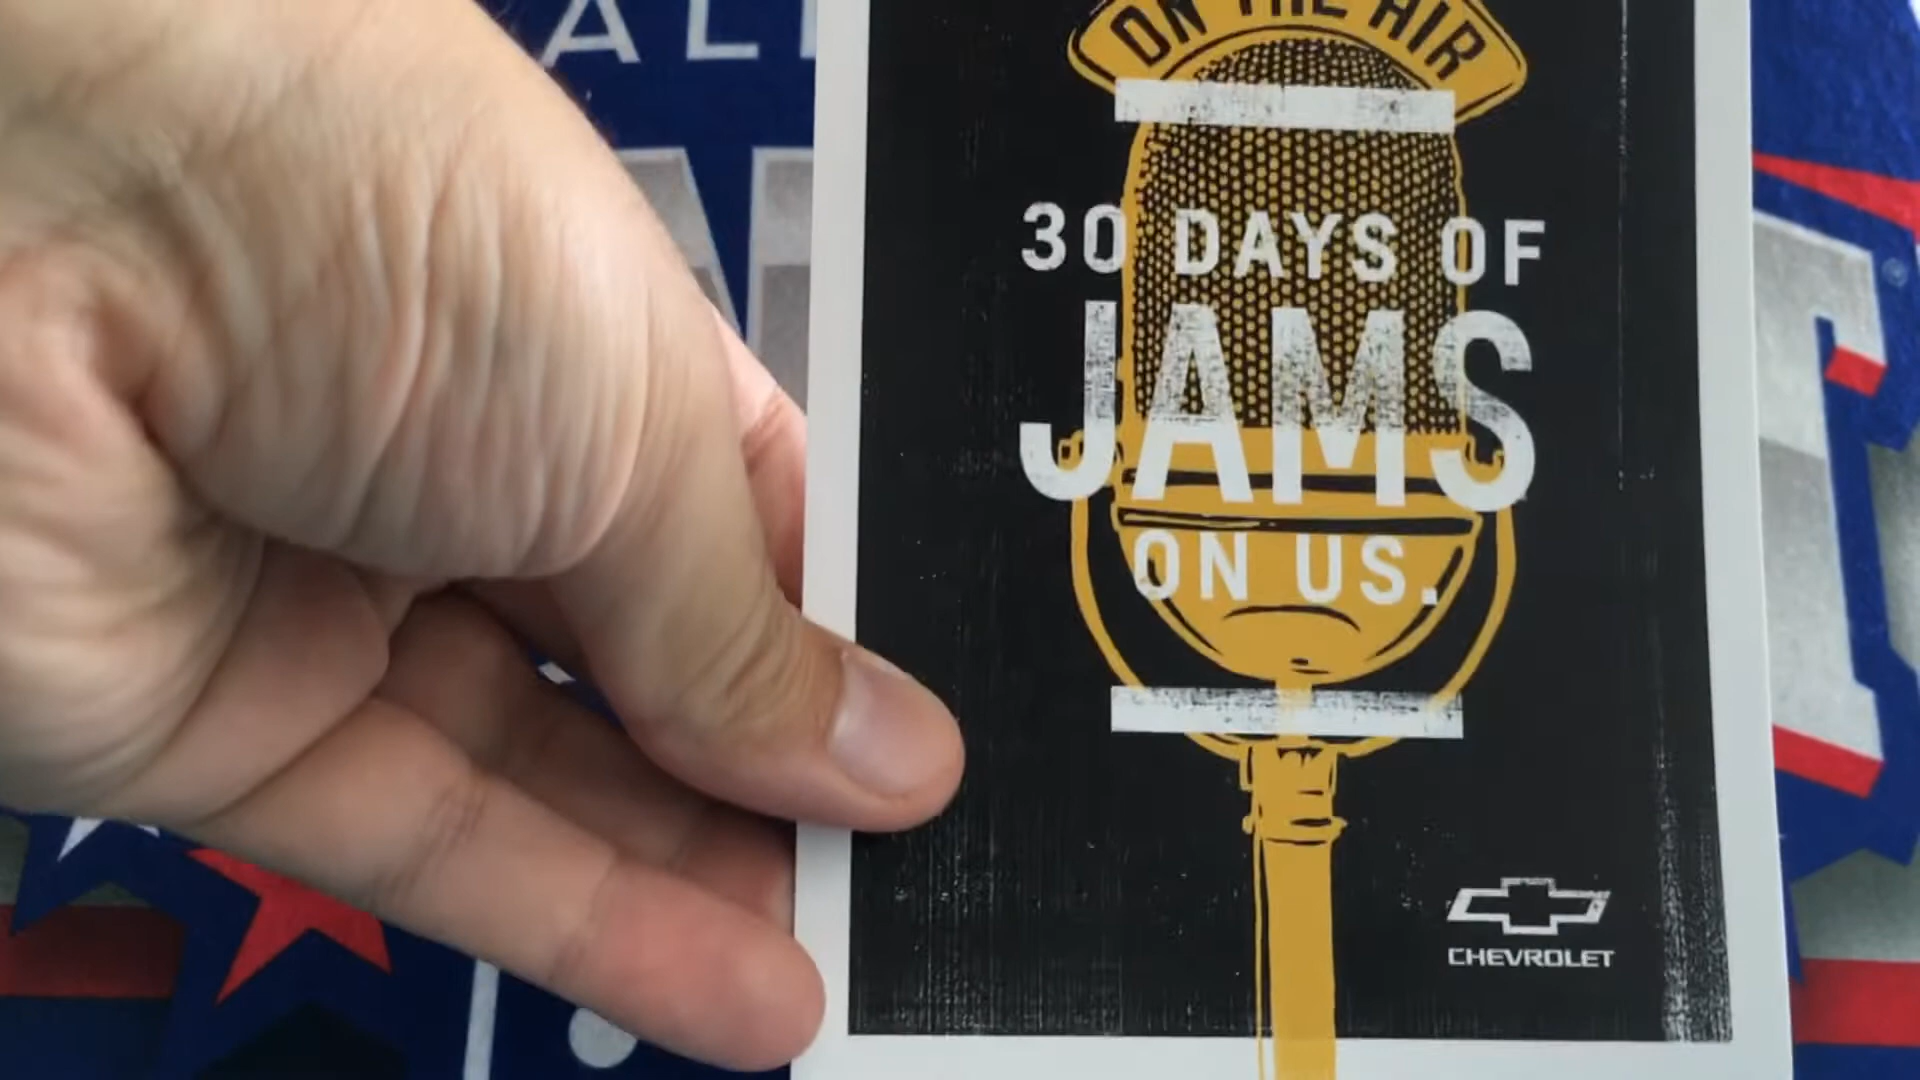 ON THE AIR
30 DAYS OF
JAMS
ON US.
CHEVROLET